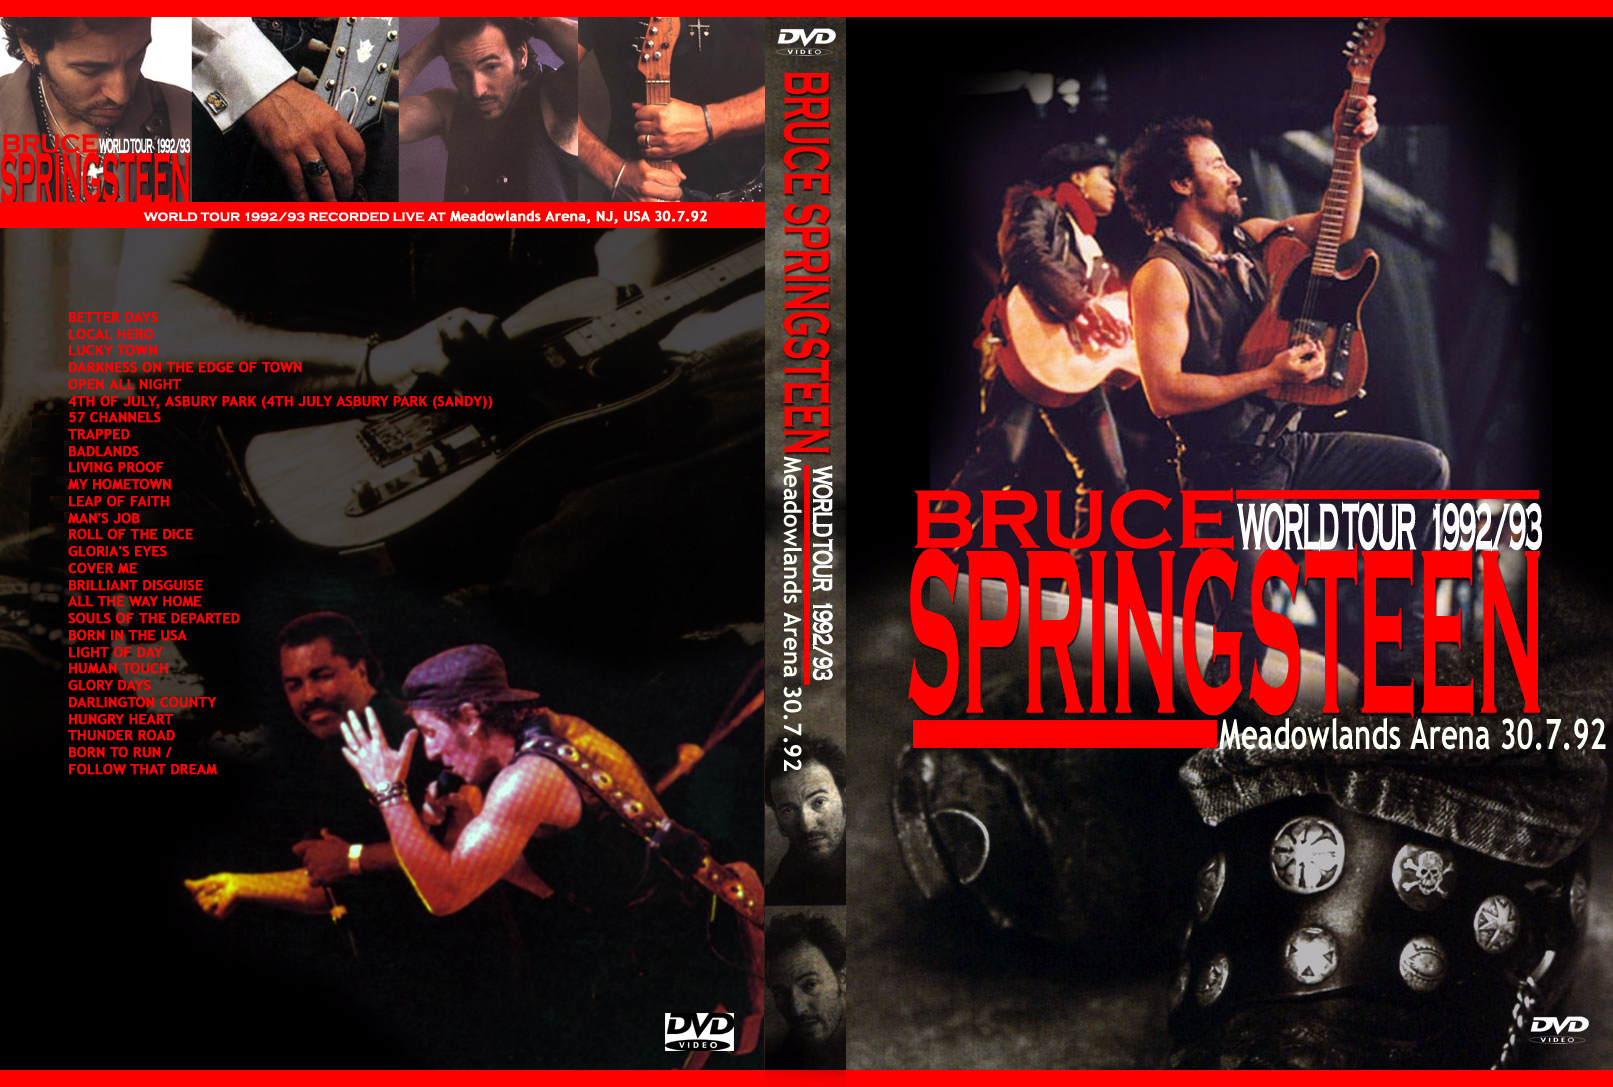 BRUCE WORLD TOUR 1992/93
SPRINGSTEEN
WORLD TOUR 1992/93 RECORDED LIVE AT Meadowlands Arena, NJ, USA 30.7.92
BETTER DAYS
LOCAL HERO
LUCKY TOWN
DARKNESS ON THE EDGE OF TOWN
OPEN ALL NIGHT
4TH OF JULY, ASBURY PARK (4TH JULY ASBURY PARK (SANDY))
57 CHANNELS
TRAPPED
BADLANDS
LIVING PROOF
MY HOMETOWN
LEAP OF FAITH
MAN'S JOB
ROLL OF THE DICE
GLORIA'S EYES
COVER ME
BRILLIANT DISGUISE
ALL THE WAY HOME
SOULS OF THE DEPARTED
BORN IN THE USA
LIGHT OF DAY
HUMAN TOUCH
GLORY DAYS
DARLINGTON COUNTY
HUNGRY HEART
THUNDER ROAD
BORN TO RUN /
FOLLOW THAT DREAM
DVD
VIDEO
DVD
VIDEO
BRUCE SPRINGSTEEN
WORLD TOUR 1992/93
Meadowlands Arena 30.7.92
BRUCE WORLD TOUR 1992/93
SPRINGSTEEN
Meadowlands Arena 30.7.92
DVD
VIDEO